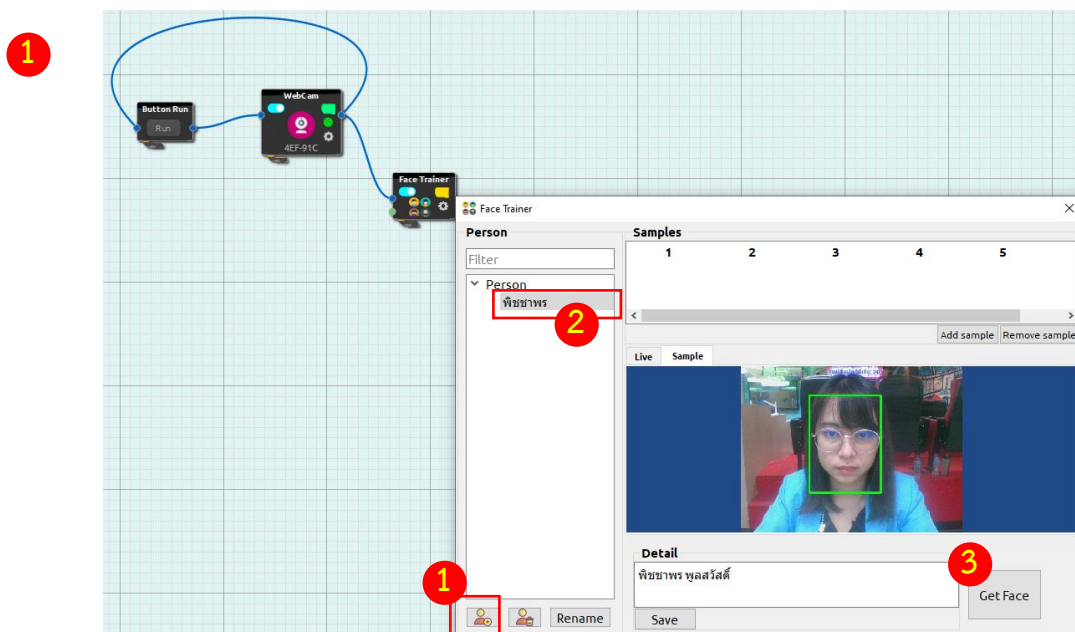 1
WebCam
Button Run
Run
4EF-91C
Face Trainer
Face Trainer
Person
Samples
Filter
1 2 3 4 5
Person
พิชชาพร
2
Add sample Remove sample
Live Sample
Detail
3
พิชชาพร พูลสวัสดิ์
Get Face
1
Rename
Save